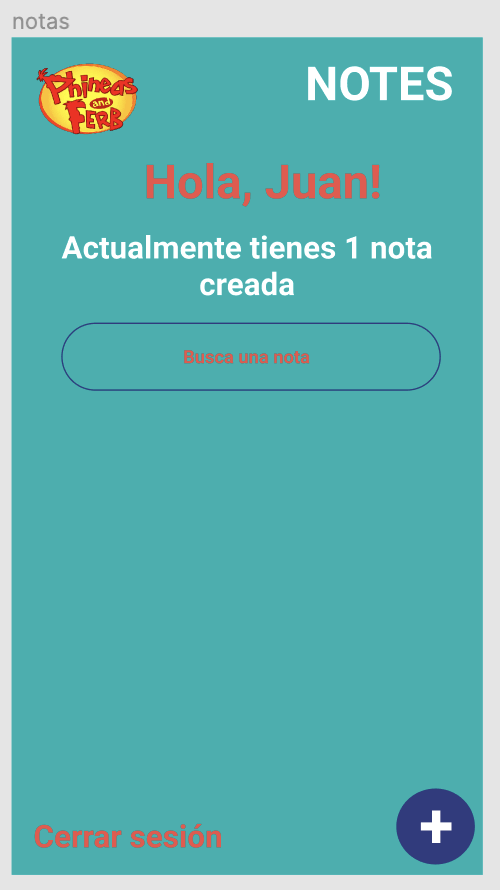 notas
Phineas
and
FERB
NOTES
Hola, Juan!
Actualmente tienes 1 nota
creada
Busca una nota
Cerrar sesión
+